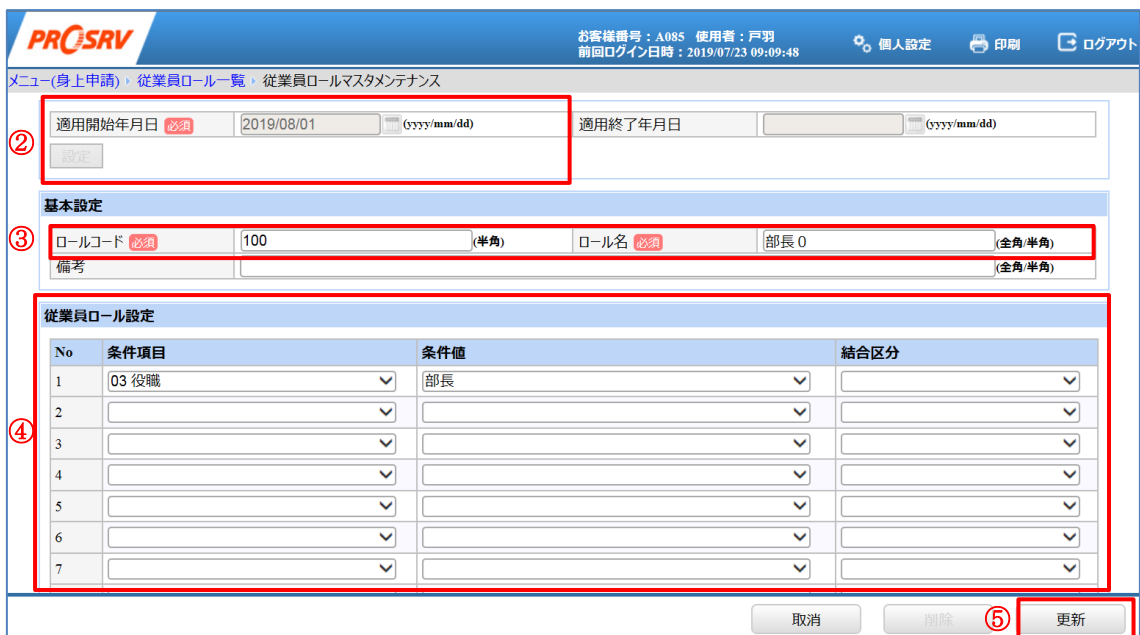 PROSRV
お客様番号：A085 使用者：戸羽
前回ログイン日時：2019/07/23 09:09:48
個人設定
印刷
ログアウト
メニュー(身上申請) 従業員ロール一覧 従業員ロールマスタメンテナンス
②
適用開始年月日 必須 2019/08/01 (yyyy/mm/dd) 適用終了年月日 (yyyy/mm/dd)
設定
基本設定
③
ロールコード 必須 100 (半角) ロール名 必須 部長０ (全角/半角)
備考 (全角/半角)
従業員ロール設定
No 条件項目 条件値 結合区分
1 03 役職 部長
2
④
3
4
5
6
7
取消 削除 ⑤ 更新